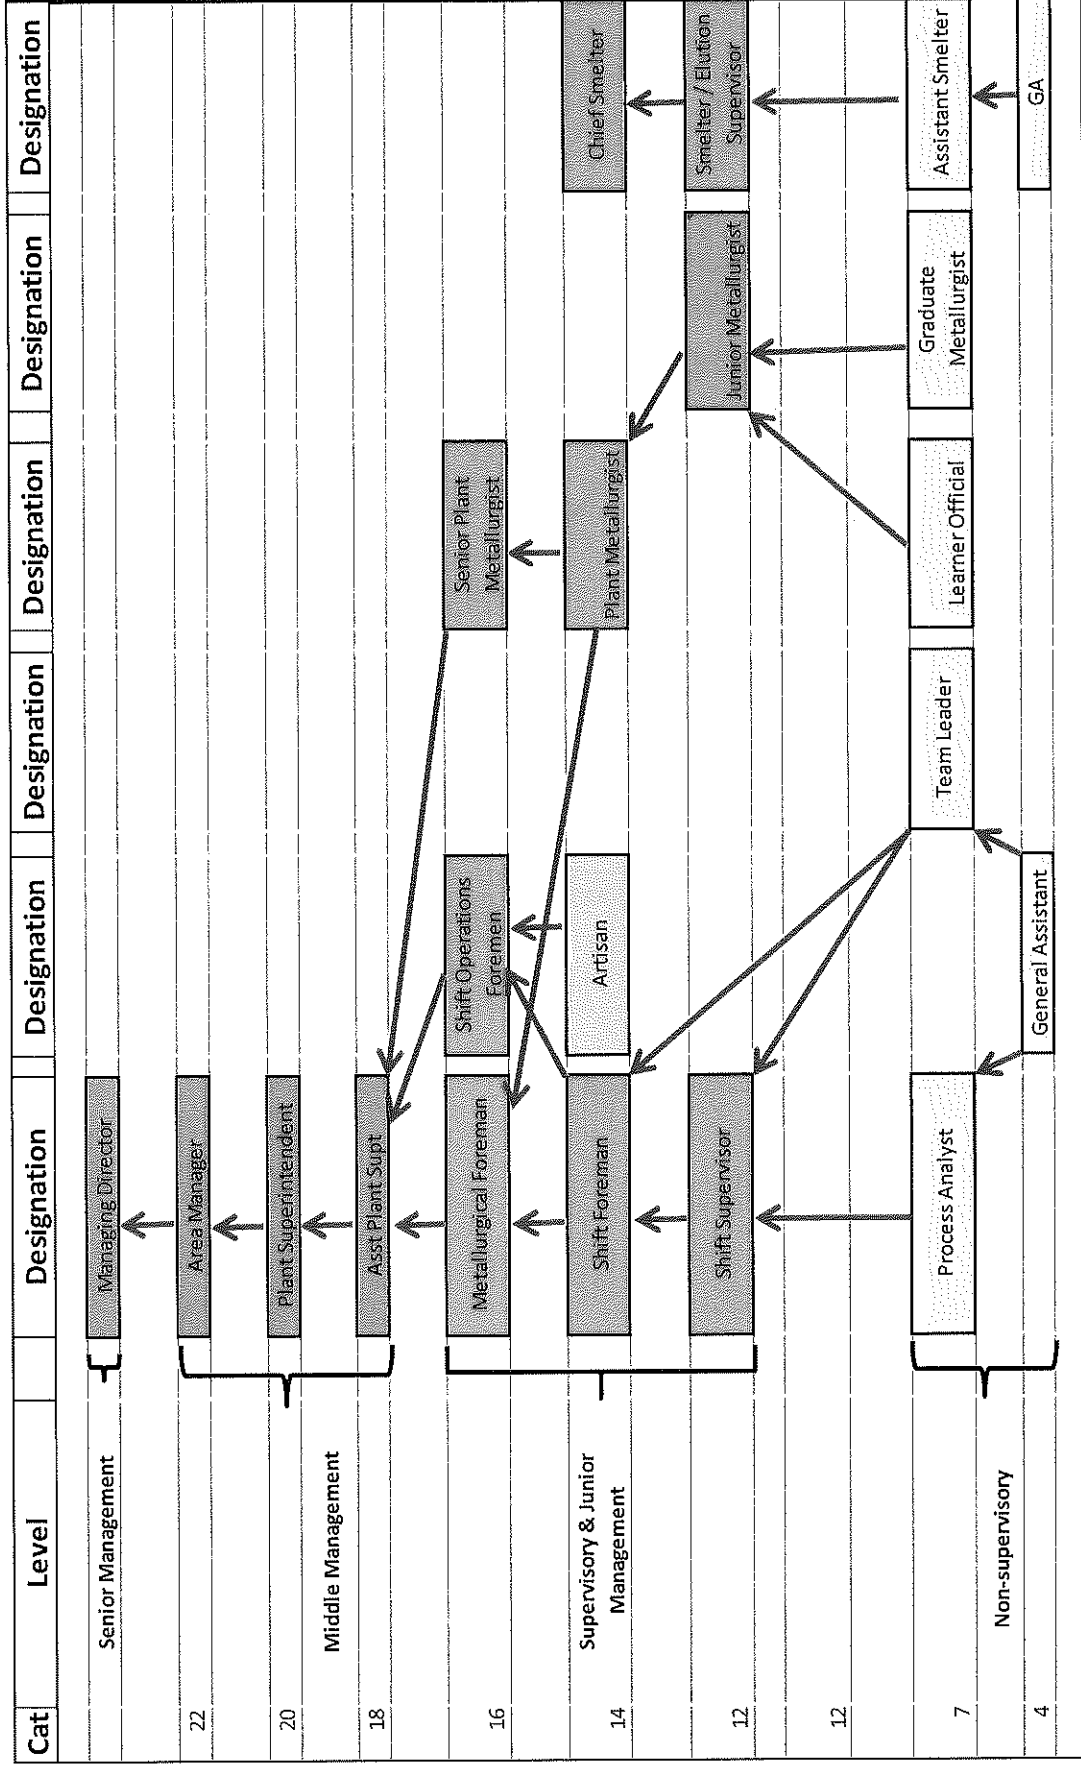 Cat Level Designation Designation Designation Designation Designation Designation
Senior Management
Managing Director
22
Area Manager
Middle Management
20
Plant Superintendent
18
Asst Plant Supt
16
Metallurgical Foreman
Shift Operations
Foremen
Senior Plant
Metallurgist
Supervisory & Junior
Management
14
Shift Foreman
Artisan
Plant Metallurgist
Chief Smelter
12
Shift Supervisor
Junior Metallurgist
Smelter / Elution
Supervisor
12
7
Process Analyst
Team Leader
Learner Official
Graduate
Metallurgist
Assistant Smelter
Non-supervisory
4
General Assistant
GA